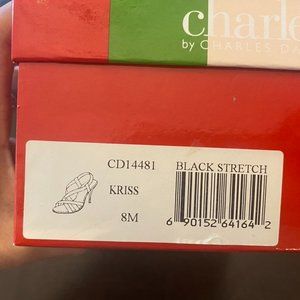 charle
by CHARLES DA
CD14481 BLACK STRETCH
KRISS
8M
6 90152 64164 2